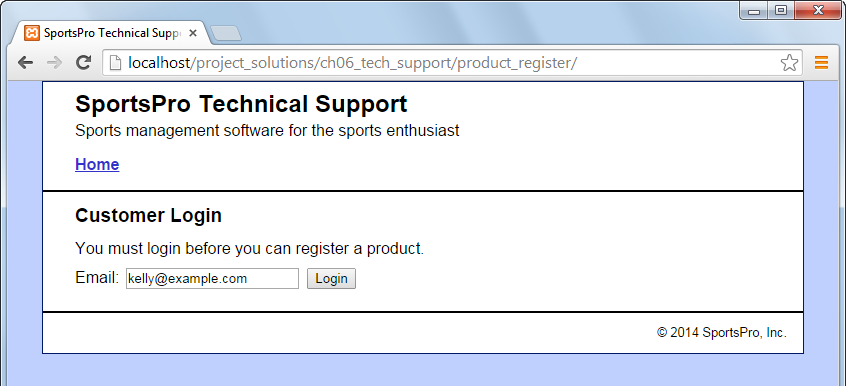 SportsPro Technical Supp
localhost/project_solutions/ch06_tech_support/product_register/
SportsPro Technical Support
Sports management software for the sports enthusiast
Home
Customer Login
You must login before you can register a product.
Email: kelly@example.com Login
© 2014 SportsPro, Inc.